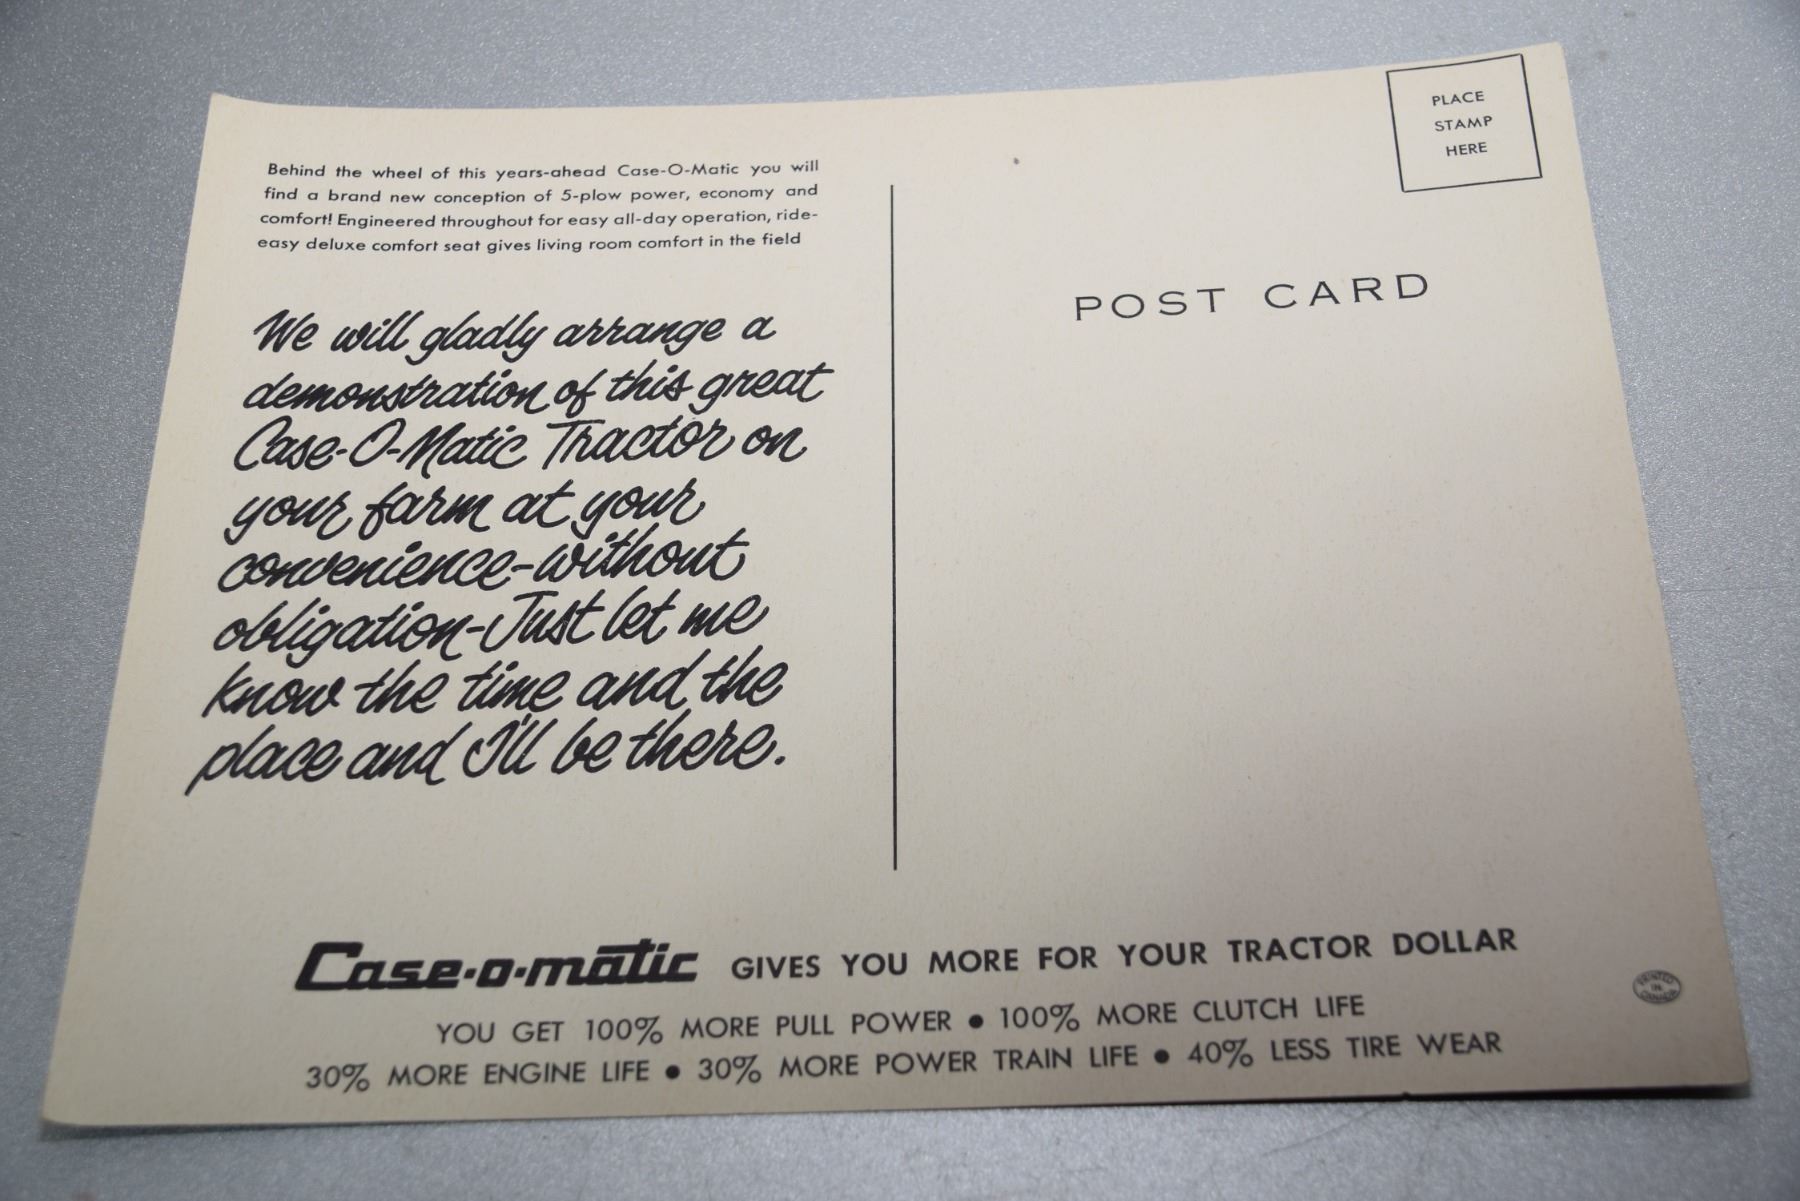 Behind the wheel of this years-ahead Case-O-Matic you will
find a brand new conception of 5-plow power, economy and
comfort! Engineered throughout for easy all-day operation, ride-
easy deluxe comfort seat gives living room comfort in the field
We will gladly arrange a
demonstration of this great
Case-O-Matic Tractor on
your farm at your
convenience-without
obligation-Just let me
know the time and the
place and I'll be there.
PLACE
STAMP
HERE
POST CARD
Case-o-matic GIVES YOU MORE FOR YOUR TRACTOR DOLLAR
YOU GET 100% MORE PULL POWER ● 100% MORE CLUTCH LIFE
30% MORE ENGINE LIFE ● 30% MORE POWER TRAIN LIFE ● 40% LESS TIRE WEAR
PRINTED
IN
CANADA